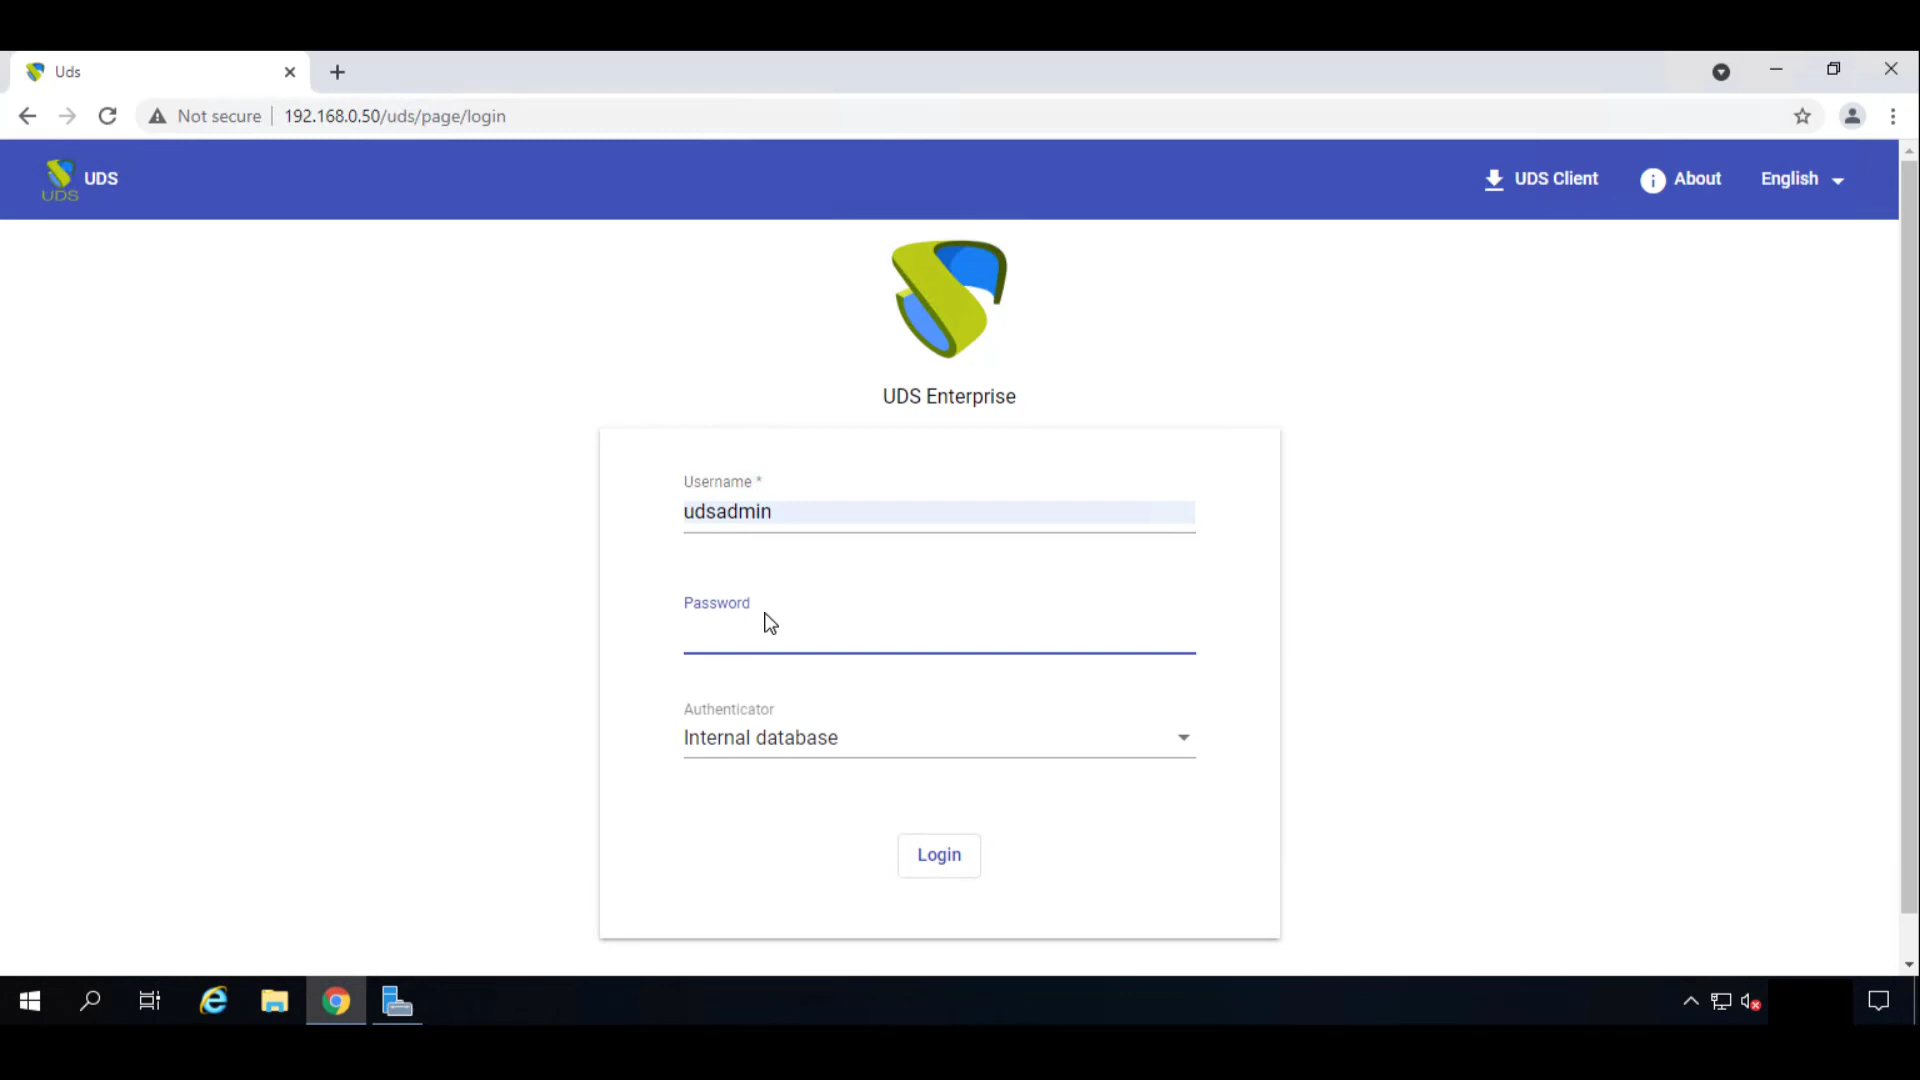 Uds
Not secure
192.168.0.50/uds/page/login
UDS
UDS
UDS Client
About
English
UDS Enterprise
Username *
udsadmin
Password
Authenticator
Internal database
Login